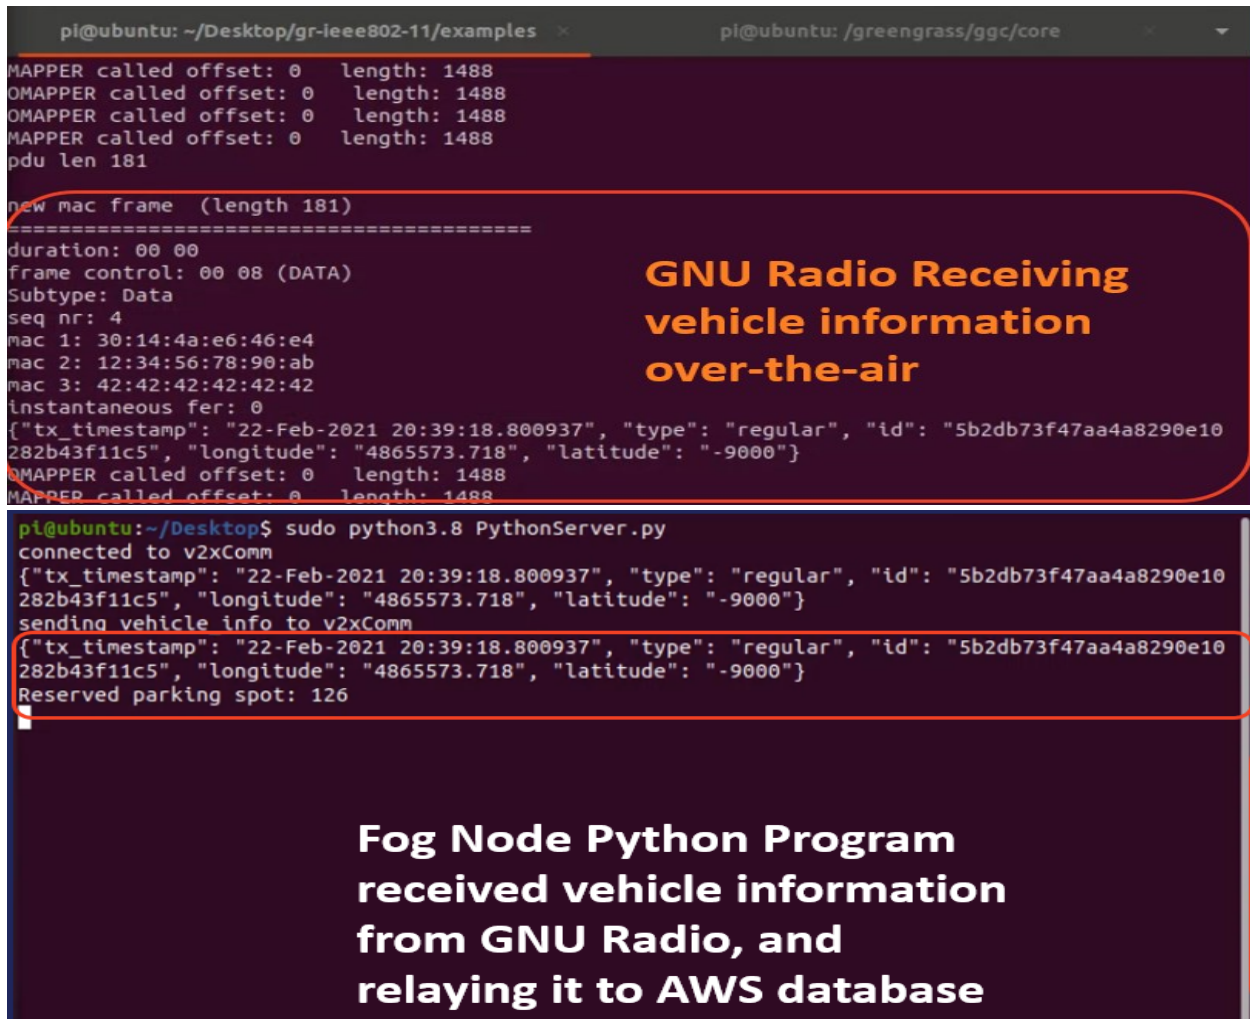 pi@ubuntu: ~/Desktop/gr-ieee802-11/examples × pi@ubuntu: /greengrass/ggc/core ×
MAPPER called offset: 0 length: 1488
OMAPPER called offset: 0 length: 1488
OMAPPER called offset: 0 length: 1488
MAPPER called offset: 0 length: 1488
pdu len 181
new mac frame (length 181)
=========================================
duration: 00 00
frame control: 00 08 (DATA)
Subtype: Data
seq nr: 4
mac 1: 30:14:4a:e6:46:e4
mac 2: 12:34:56:78:90:ab
mac 3: 42:42:42:42:42:42
instantaneous fer: 0
{"tx_timestamp": "22-Feb-2021 20:39:18.800937", "type": "regular", "id": "5b2db73f47aa4a8290e10
282b43f11c5", "longitude": "4865573.718", "latitude": "-9000"}
OMAPPER called offset: 0 length: 1488
MAPPER called offset: 0 length: 1488
GNU Radio Receiving
vehicle information
over-the-air
pi@ubuntu:~/Desktop$ sudo python3.8 PythonServer.py
connected to v2xComm
{"tx_timestamp": "22-Feb-2021 20:39:18.800937", "type": "regular", "id": "5b2db73f47aa4a8290e10
282b43f11c5", "longitude": "4865573.718", "latitude": "-9000"}
sending vehicle info to v2xComm
{"tx_timestamp": "22-Feb-2021 20:39:18.800937", "type": "regular", "id": "5b2db73f47aa4a8290e10
282b43f11c5", "longitude": "4865573.718", "latitude": "-9000"}
Reserved parking spot: 126
Fog Node Python Program
received vehicle information
from GNU Radio, and
relaying it to AWS database